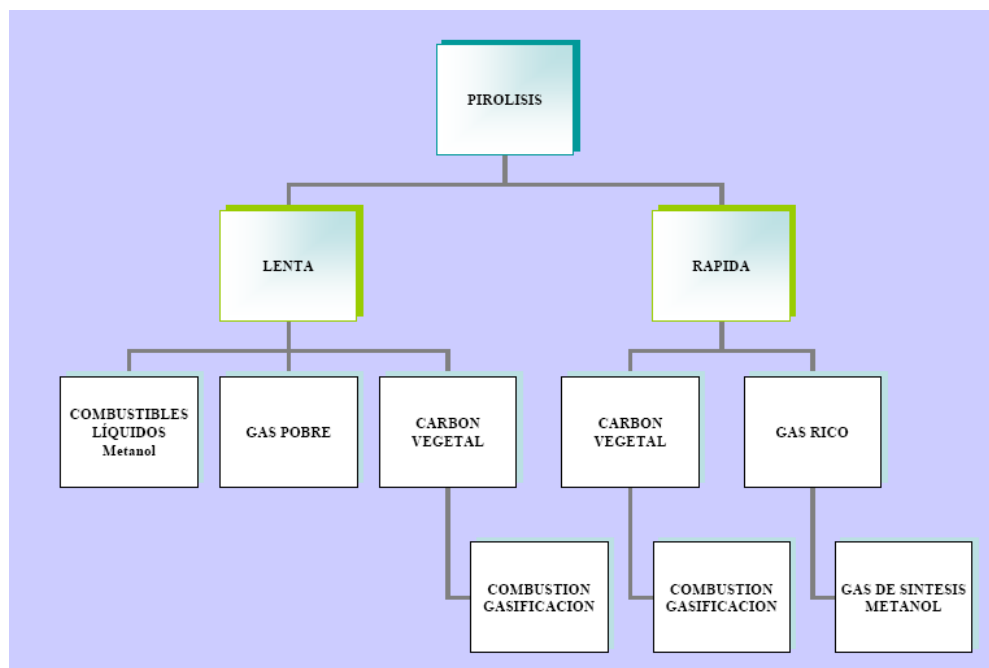 PIROLISIS
LENTA
RAPIDA
COMBUSTIBLES
LÍQUIDOS
Metanol
GAS POBRE
CARBON
VEGETAL
CARBON
VEGETAL
GAS RICO
COMBUSTION
GASIFICACION
COMBUSTION
GASIFICACION
GAS DE SINTESIS
METANOL